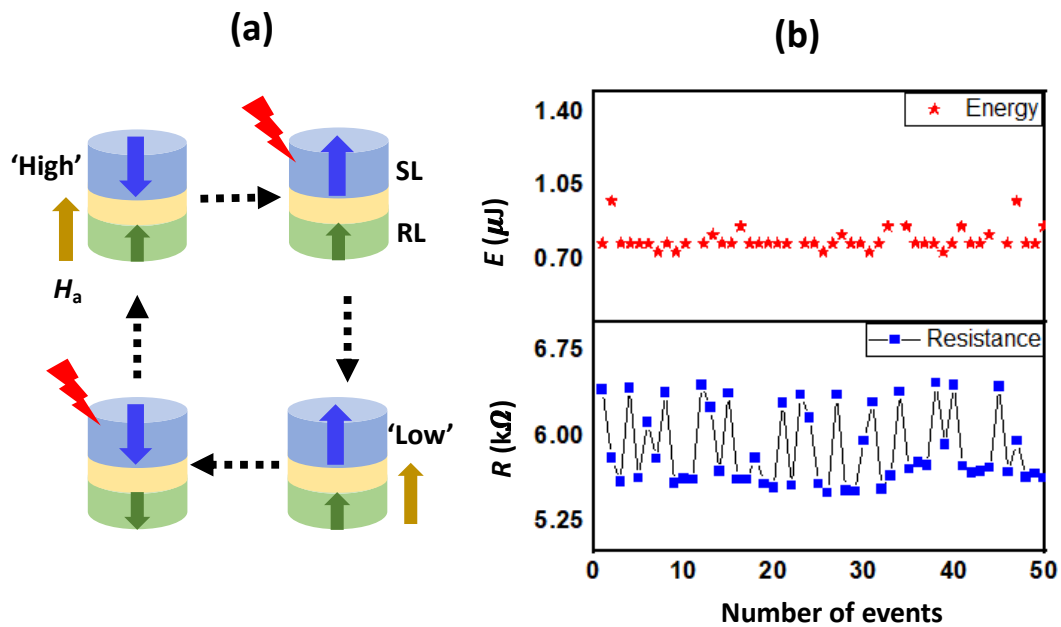 (a)
(b)
‘High’
SL
RL
Hₐ
‘Low’
Energy
1.40
1.05
0.70
E (μJ)
Resistance
6.75
6.00
5.25
R (kΩ)
0
10
20
30
40
50
Number of events